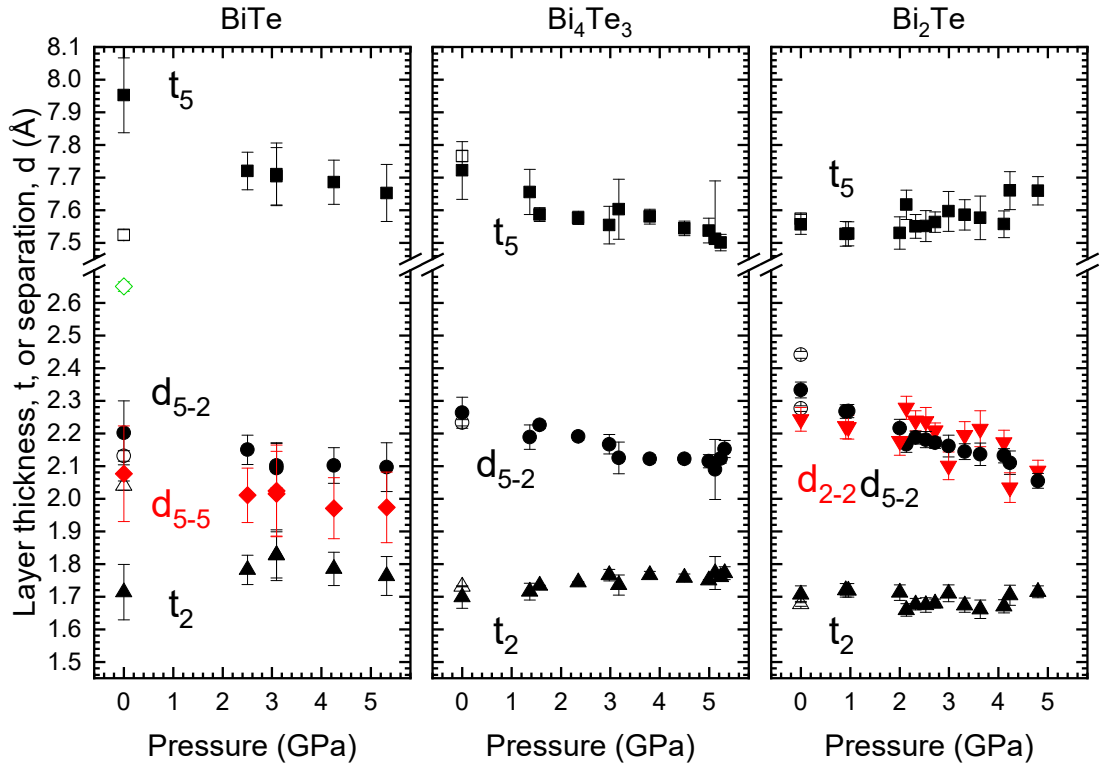 BiTe
Bi₄Te₃
Bi₂Te
Layer thickness, t, or separation, d (Å)
8.1
8.0
7.9
7.8
7.7
7.6
7.5
2.6
2.5
2.4
2.3
2.2
2.1
2.0
1.9
1.8
1.7
1.6
1.5
t₅
d₅₋₂
d₅₋₅
t₂
t₅
d₅₋₂
t₂
t₅
d₂₋₂ d₅₋₂
t₂
0 1 2 3 4 5
0 1 2 3 4 5
0 1 2 3 4 5
Pressure (GPa)
Pressure (GPa)
Pressure (GPa)